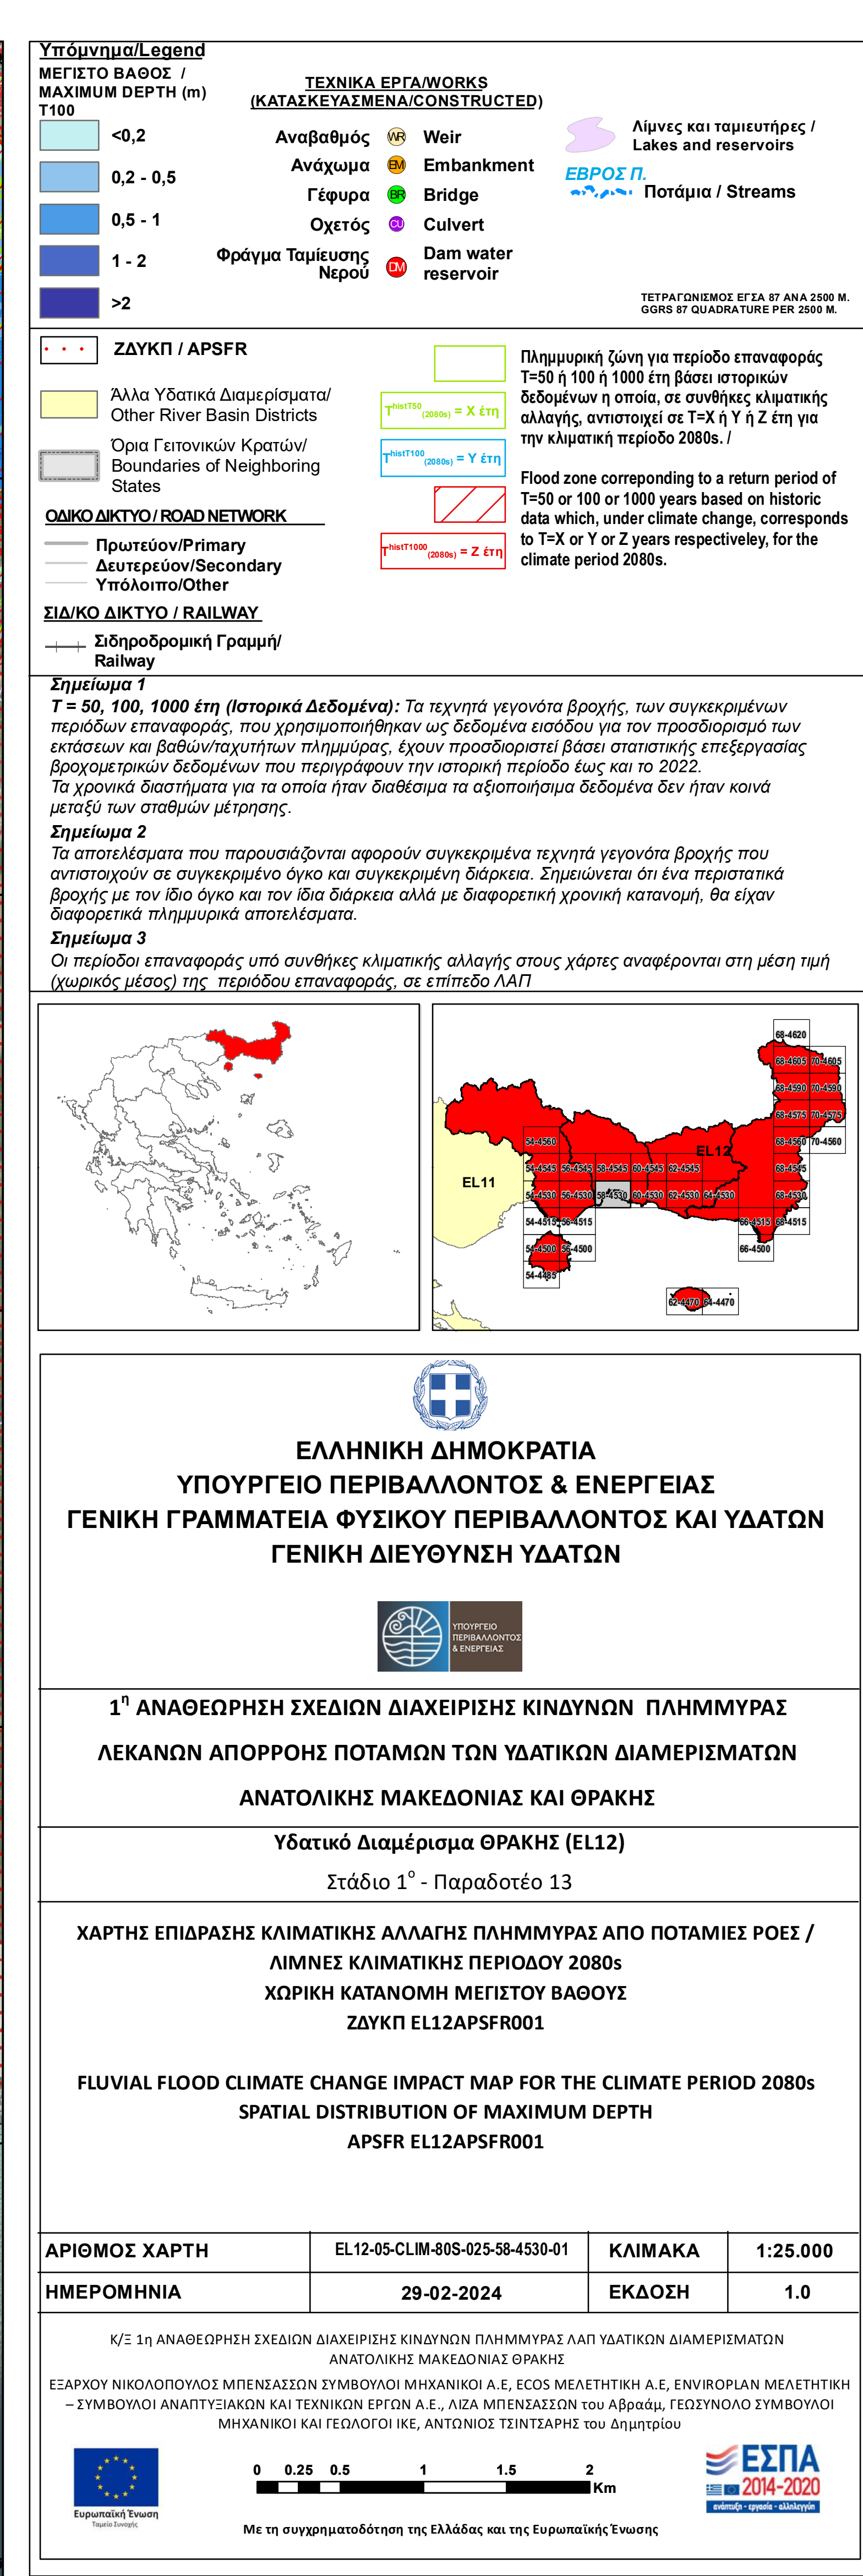 Υπόμνημα/Legend
ΜΕΓΙΣΤΟ ΒΑΘΟΣ /
MAXIMUM DEPTH (m)
T100
<0,2
0,2 - 0,5
0,5 - 1
1 - 2
>2
ΤΕΧΝΙΚΑ ΕΡΓΑ/WORKS
(ΚΑΤΑΣΚΕΥΑΣΜΕΝΑ/CONSTRUCTED)
Αναβαθμός WR Weir
Ανάχωμα EM Embankment
Γέφυρα BR Bridge
Οχετός CU Culvert
Φράγμα Ταμίευσης
Νερού
DM
Dam water
reservoir
Λίμνες και ταμιευτήρες /
Lakes and reservoirs
ΕΒΡΟΣ Π.
Ποτάμια / Streams
ΤΕΤΡΑΓΩΝΙΣΜΟΣ ΕΓΣΑ 87 ΑΝΑ 2500 Μ.
GGRS 87 QUADRATURE PER 2500 M.
ΖΔΥΚΠ / APSFR
Άλλα Υδατικά Διαμερίσματα/
Other River Basin Districts
Όρια Γειτονικών Κρατών/
Boundaries of Neighboring
States
ΟΔΙΚΟ ΔΙΚΤΥΟ / ROAD NETWORK
Πρωτεύον/Primary
Δευτερεύον/Secondary
Υπόλοιπο/Other
ΣΙΔ/ΚΟ ΔΙΚΤΥΟ / RAILWAY
Σιδηροδρομική Γραμμή/
Railway
T histT50 (2080s) = X έτη
T histT100 (2080s) = Y έτη
T histT1000 (2080s) = Z έτη
Πλημμυρική ζώνη για περίοδο επαναφοράς
T=50 ή 100 ή 1000 έτη βάσει ιστορικών
δεδομένων η οποία, σε συνθήκες κλιματικής
αλλαγής, αντιστοιχεί σε T=X ή Y ή Z έτη για
την κλιματική περίοδο 2080s. /
Flood zone correponding to a return period of
T=50 or 100 or 1000 years based on historic
data which, under climate change, corresponds
to T=X or Y or Z years respectiveley, for the
climate period 2080s.
Σημείωμα 1
T = 50, 100, 1000 έτη (Ιστορικά Δεδομένα): Τα τεχνητά γεγονότα βροχής, των συγκεκριμένων
περιόδων επαναφοράς, που χρησιμοποιήθηκαν ως δεδομένα εισόδου για τον προσδιορισμό των
εκτάσεων και βαθών/ταχυτήτων πλημμύρας, έχουν προσδιοριστεί βάσει στατιστικής επεξεργασίας
βροχομετρικών δεδομένων που περιγράφουν την ιστορική περίοδο έως και το 2022.
Τα χρονικά διαστήματα για τα οποία ήταν διαθέσιμα τα αξιοποιήσιμα δεδομένα δεν ήταν κοινά
μεταξύ των σταθμών μέτρησης.
Σημείωμα 2
Τα αποτελέσματα που παρουσιάζονται αφορούν συγκεκριμένα τεχνητά γεγονότα βροχής που
αντιστοιχούν σε συγκεκριμένο όγκο και συγκεκριμένη διάρκεια. Σημειώνεται ότι ένα περιστατικό
βροχής με τον ίδιο όγκο και τον ίδια διάρκεια αλλά με διαφορετική χρονική κατανομή, θα είχαν
διαφορετικά πλημμυρικά αποτελέσματα.
Σημείωμα 3
Οι περίοδοι επαναφοράς υπό συνθήκες κλιματικής αλλαγής στους χάρτες αναφέρονται στη μέση τιμή
(χωρικός μέσος) της περιόδου επαναφοράς, σε επίπεδο ΛΑΠ
68-4620
68-4605 70-4605
68-4590 70-4590
68-4575 70-4575
54-4560 68-4560 70-4560
EL12
54-4545 56-4545 58-4545 60-4545 62-4545 68-4545
EL11
54-4530 56-4530 58-4530 60-4530 62-4530 64-4530 68-4530
54-4515 56-4515 66-4515 68-4515
54-4500 56-4500 66-4500
54-4485
62-4470 64-4470
ΕΛΛΗΝΙΚΗ ΔΗΜΟΚΡΑΤΙΑ
ΥΠΟΥΡΓΕΙΟ ΠΕΡΙΒΑΛΛΟΝΤΟΣ & ΕΝΕΡΓΕΙΑΣ
ΓΕΝΙΚΗ ΓΡΑΜΜΑΤΕΙΑ ΦΥΣΙΚΟΥ ΠΕΡΙΒΑΛΛΟΝΤΟΣ ΚΑΙ ΥΔΑΤΩΝ
ΓΕΝΙΚΗ ΔΙΕΥΘΥΝΣΗ ΥΔΑΤΩΝ
ΥΠΟΥΡΓΕΙΟ
ΠΕΡΙΒΑΛΛΟΝΤΟΣ
& ΕΝΕΡΓΕΙΑΣ
1η ΑΝΑΘΕΩΡΗΣΗ ΣΧΕΔΙΩΝ ΔΙΑΧΕΙΡΙΣΗΣ ΚΙΝΔΥΝΩΝ ΠΛΗΜΜΥΡΑΣ
ΛΕΚΑΝΩΝ ΑΠΟΡΡΟΗΣ ΠΟΤΑΜΩΝ ΤΩΝ ΥΔΑΤΙΚΩΝ ΔΙΑΜΕΡΙΣΜΑΤΩΝ
ΑΝΑΤΟΛΙΚΗΣ ΜΑΚΕΔΟΝΙΑΣ ΚΑΙ ΘΡΑΚΗΣ
Υδατικό Διαμέρισμα ΘΡΑΚΗΣ (EL12)
Στάδιο 1ο - Παραδοτέο 13
ΧΑΡΤΗΣ ΕΠΙΔΡΑΣΗΣ ΚΛΙΜΑΤΙΚΗΣ ΑΛΛΑΓΗΣ ΠΛΗΜΜΥΡΑΣ ΑΠΟ ΠΟΤΑΜΙΕΣ ΡΟΕΣ /
ΛΙΜΝΕΣ ΚΛΙΜΑΤΙΚΗΣ ΠΕΡΙΟΔΟΥ 2080s
ΧΩΡΙΚΗ ΚΑΤΑΝΟΜΗ ΜΕΓΙΣΤΟΥ ΒΑΘΟΥΣ
ΖΔΥΚΠ EL12APSFR001
FLUVIAL FLOOD CLIMATE CHANGE IMPACT MAP FOR THE CLIMATE PERIOD 2080s
SPATIAL DISTRIBUTION OF MAXIMUM DEPTH
APSFR EL12APSFR001
ΑΡΙΘΜΟΣ ΧΑΡΤΗ EL12-05-CLIM-80S-025-58-4530-01 ΚΛΙΜΑΚΑ 1:25.000
ΗΜΕΡΟΜΗΝΙΑ 29-02-2024 ΕΚΔΟΣΗ 1.0
Κ/Ξ 1η ΑΝΑΘΕΩΡΗΣΗ ΣΧΕΔΙΩΝ ΔΙΑΧΕΙΡΙΣΗΣ ΚΙΝΔΥΝΩΝ ΠΛΗΜΜΥΡΑΣ ΛΑΠ ΥΔΑΤΙΚΩΝ ΔΙΑΜΕΡΙΣΜΑΤΩΝ
ΑΝΑΤΟΛΙΚΗΣ ΜΑΚΕΔΟΝΙΑΣ ΘΡΑΚΗΣ
ΕΞΑΡΧΟΥ ΝΙΚΟΛΟΠΟΥΛΟΣ ΜΠΕΝΣΑΣΣΩΝ ΣΥΜΒΟΥΛΟΙ ΜΗΧΑΝΙΚΟΙ Α.Ε, ECOS ΜΕΛΕΤΗΤΙΚΗ Α.Ε, ENVIROPLAN ΜΕΛΕΤΗΤΙΚΗ
– ΣΥΜΒΟΥΛΟΙ ΑΝΑΠΤΥΞΙΑΚΩΝ ΚΑΙ ΤΕΧΝΙΚΩΝ ΕΡΓΩΝ Α.Ε., ΛΙΖΑ ΜΠΕΝΣΑΣΣΩΝ του Αβραάμ, ΓΕΩΣΥΝΟΛΟ ΣΥΜΒΟΥΛΟΙ
ΜΗΧΑΝΙΚΟΙ ΚΑΙ ΓΕΩΛΟΓΟΙ ΙΚΕ, ΑΝΤΩΝΙΟΣ ΤΣΙΝΤΣΑΡΗΣ του Δημητρίου
Ευρωπαϊκή Ένωση
Ταμείο Συνοχής
0 0.25 0.5 1 1.5 2
Km
ΕΣΠΑ
2014-2020
ανάπτυξη - εργασία - αλληλεγγύη
Με τη συγχρηματοδότηση της Ελλάδας και της Ευρωπαϊκής Ένωσης